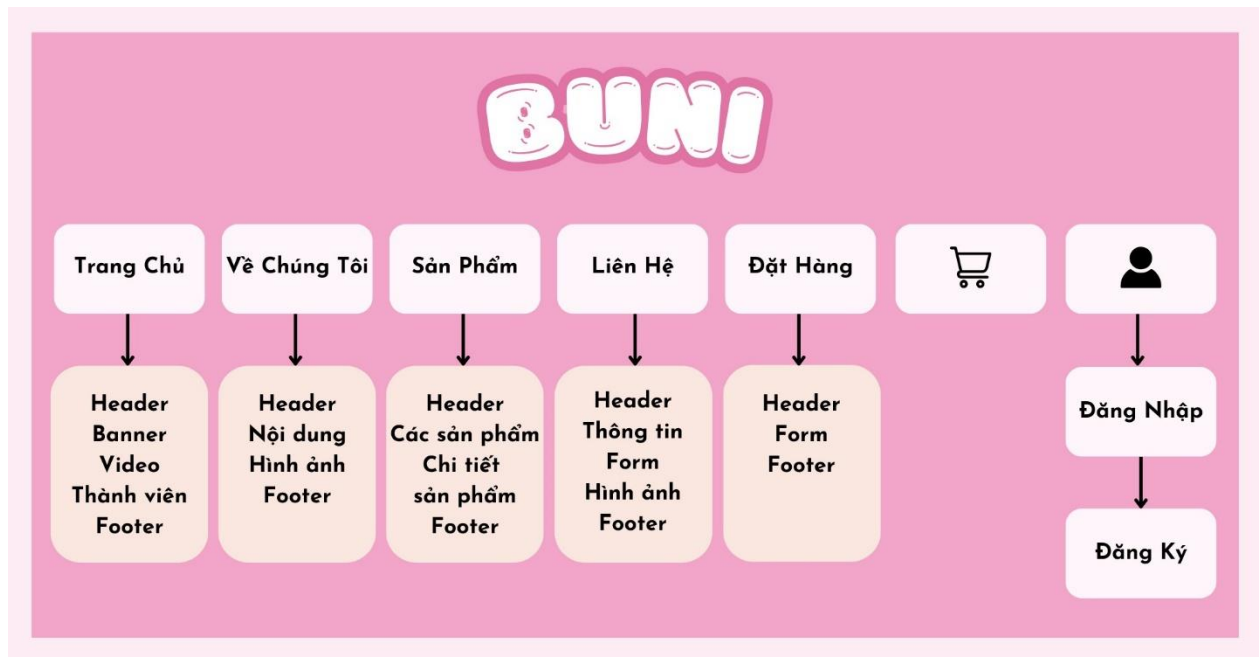 BUNI
Trang Chủ
Về Chúng Tôi
Sản Phẩm
Liên Hệ
Đặt Hàng
Header
Banner
Video
Thành viên
Footer
Header
Nội dung
Hình ảnh
Footer
Header
Các sản phẩm
Chi tiết
sản phẩm
Footer
Header
Thông tin
Form
Hình ảnh
Footer
Header
Form
Footer
Đăng Nhập
Đăng Ký